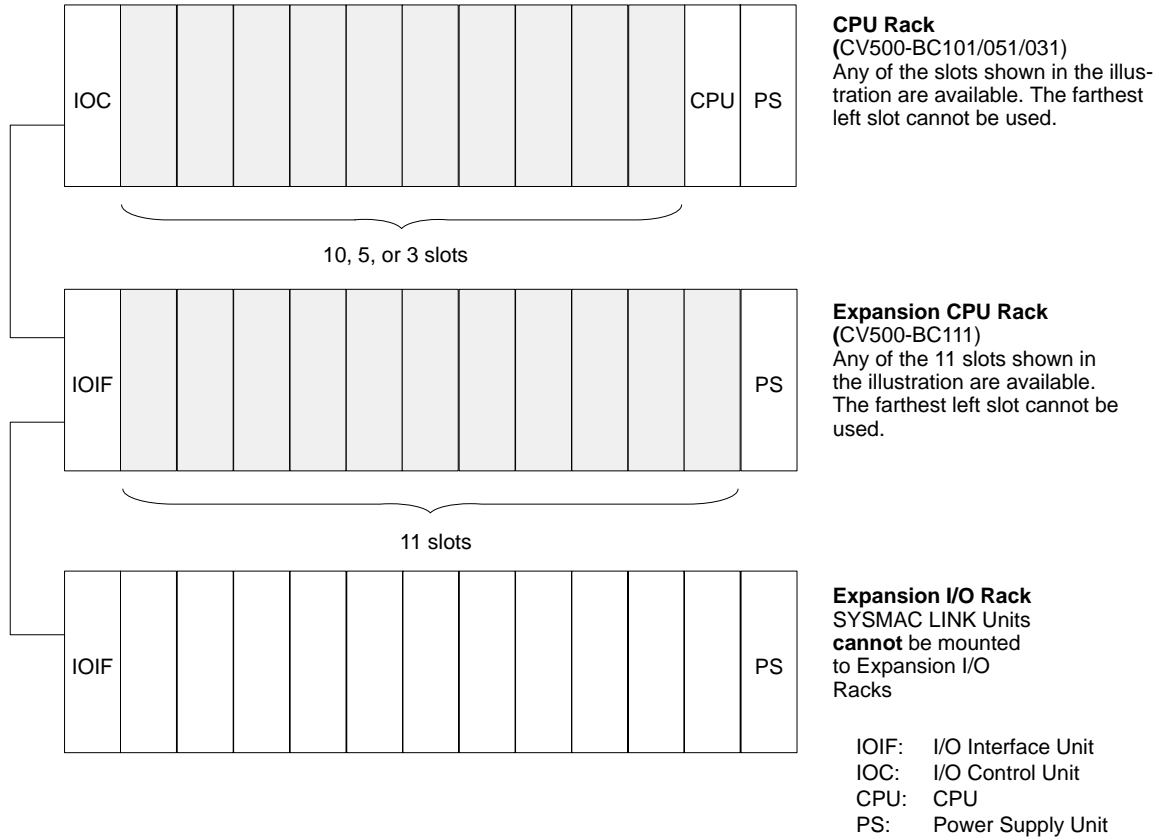 CPU Rack
(CV500-BC101/051/031)
Any of the slots shown in the illus-
tration are available. The farthest
left slot cannot be used.
IOC
CPU
PS
10, 5, or 3 slots
Expansion CPU Rack
(CV500-BC111)
Any of the 11 slots shown in
the illustration are available.
The farthest left slot cannot be
used.
IOIF
PS
11 slots
Expansion I/O Rack
SYSMAC LINK Units
cannot be mounted
to Expansion I/O
Racks
IOIF
PS
IOIF: I/O Interface Unit
IOC: I/O Control Unit
CPU: CPU
PS: Power Supply Unit